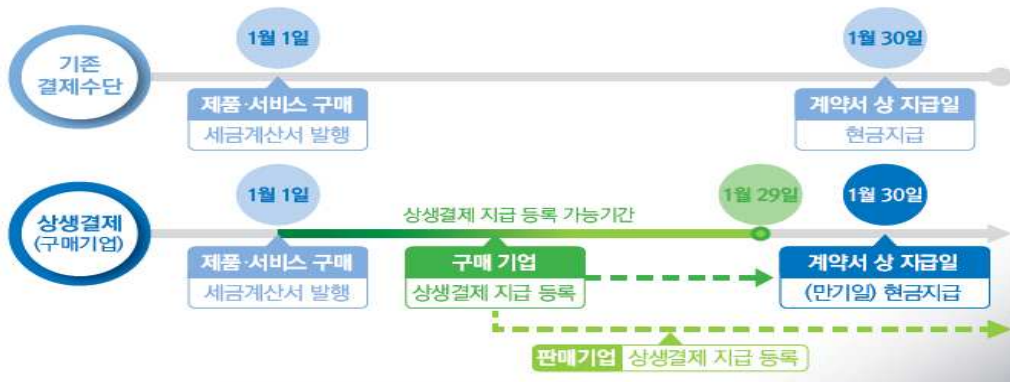 1월 1일
1월 30일
기존
결제수단
제품·서비스 구매
세금계산서 발행
계약서 상 지급일
현금지급
1월 1일
1월 29일
1월 30일
상생결제 지급 등록 가능기간
상생결제
(구매기업)
제품·서비스 구매
세금계산서 발행
구매 기업
상생결제 지급 등록
계약서 상 지급일
(만기일) 현금지급
판매기업 상생결제 지급 등록